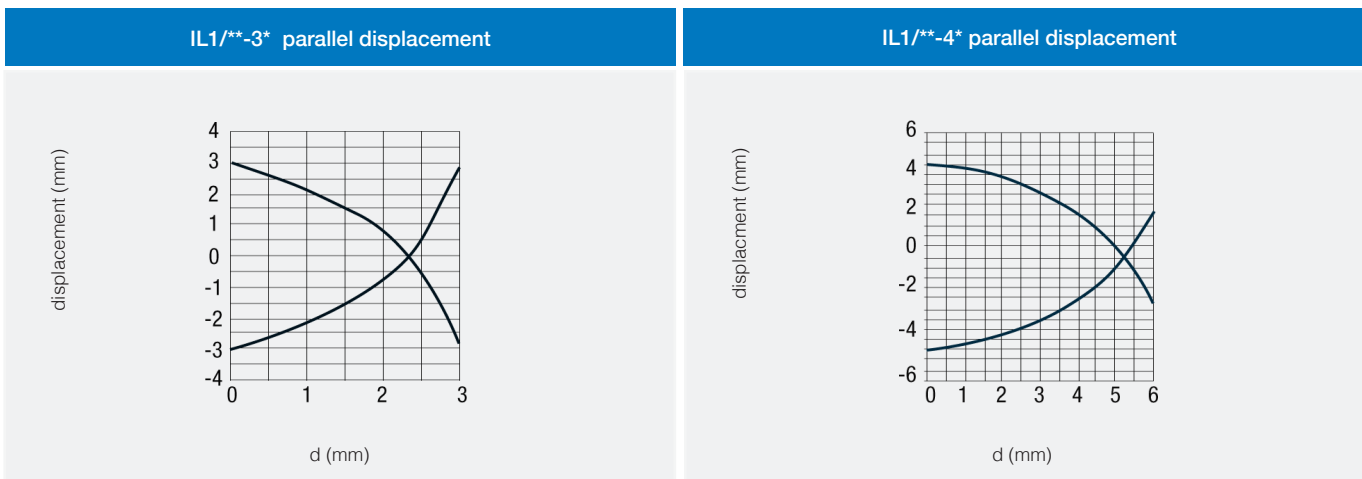 IL1/**-3*  parallel displacement
displacement (mm)
4
3
2
1
0
-1
-2
-3
-4
0 1 2 3
d (mm)
IL1/**-4* parallel displacement
displacment (mm)
6
4
2
0
-2
-4
-6
0 1 2 3 4 5 6
d (mm)